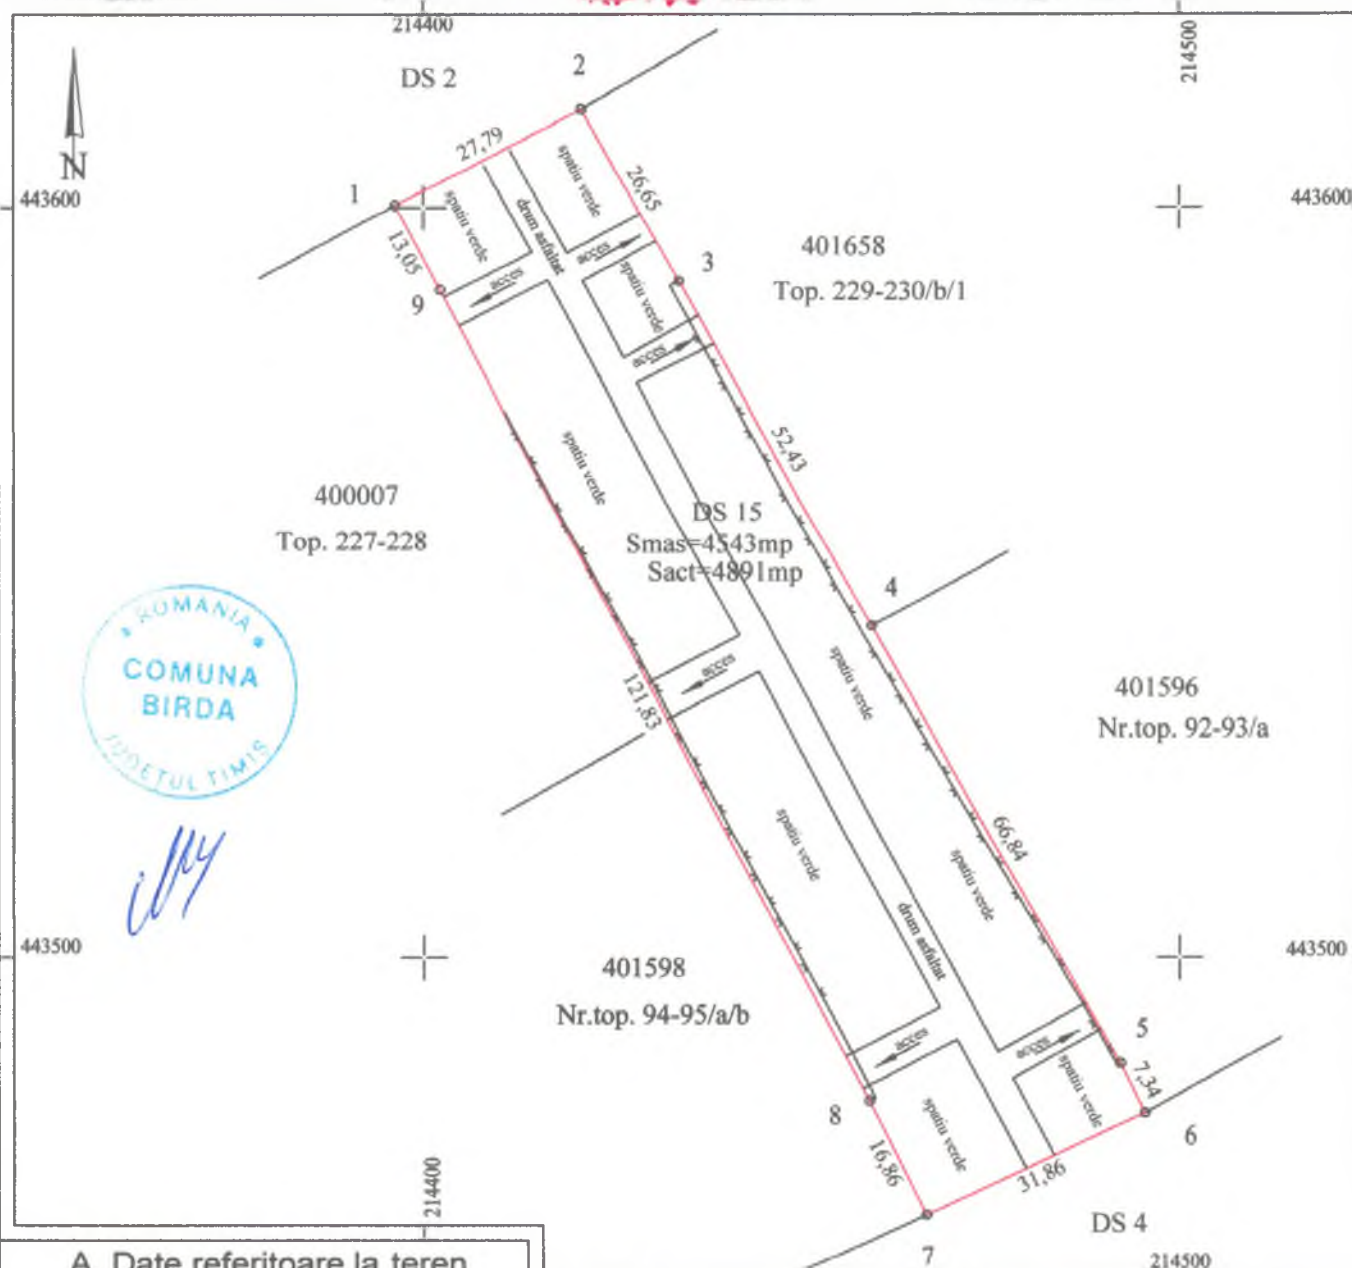 214400
214500
DS 2
2
N
27,79
spatiu verde
26,65
1
443600
443600
spatiu verde
drum asfaltat
13,05
acces
401658
3
9
acces
spatiu verde
Top. 229-230/b/1
acces
52,43
spatiu verde
400007
Top. 227-228
DS 15
Smas=4543mp
Sact=4891mp
4
ROMANIA
COMUNA
BIRDA
JUDETUL TIMIS
acces
spatiu verde
121,83
401596
Nr.top. 92-93/a
spatiu verde
66,84
spatiu verde
drum asfaltat
443500
443500
401598
Nr.top. 94-95/a/b
acces
acces
5
7,34
spatiu verde
8
spatiu verde
6
16,86
31,86
214400
DS 4
7
214500
A. Date referitoare la teren